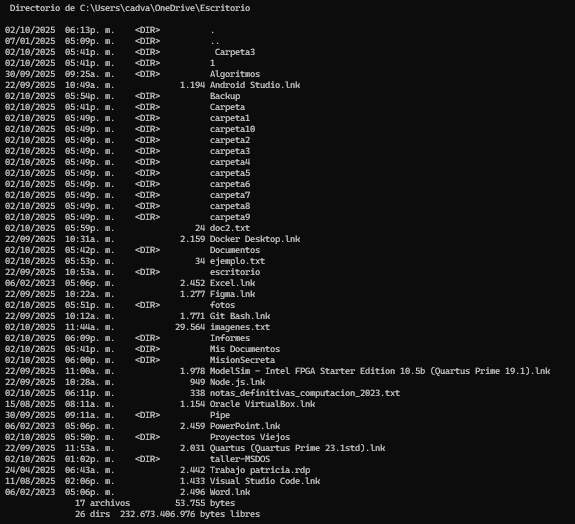 Directorio de C:\Users\cadva\OneDrive\Escritorio
02/10/2025  06:13p. m.    <DIR>          .
07/01/2025  05:09p. m.    <DIR>          ..
02/10/2025  05:41p. m.    <DIR>           Carpeta3
02/10/2025  05:41p. m.    <DIR>          1
30/09/2025  09:25a. m.    <DIR>          Algoritmos
22/09/2025  10:49a. m.             1.194 Android Studio.lnk
02/10/2025  05:54p. m.    <DIR>          Backup
02/10/2025  05:41p. m.    <DIR>          Carpeta
02/10/2025  05:49p. m.    <DIR>          carpeta1
02/10/2025  05:49p. m.    <DIR>          carpeta10
02/10/2025  05:49p. m.    <DIR>          carpeta2
02/10/2025  05:49p. m.    <DIR>          carpeta3
02/10/2025  05:49p. m.    <DIR>          carpeta4
02/10/2025  05:49p. m.    <DIR>          carpeta5
02/10/2025  05:49p. m.    <DIR>          carpeta6
02/10/2025  05:49p. m.    <DIR>          carpeta7
02/10/2025  05:49p. m.    <DIR>          carpeta8
02/10/2025  05:49p. m.    <DIR>          carpeta9
02/10/2025  05:59p. m.                24 doc2.txt
22/09/2025  10:31a. m.             2.159 Docker Desktop.lnk
02/10/2025  05:42p. m.    <DIR>          Documentos
02/10/2025  05:53p. m.                34 ejemplo.txt
22/09/2025  10:53a. m.    <DIR>          escritorio
06/02/2023  05:06p. m.             2.452 Excel.lnk
22/09/2025  10:22a. m.             1.277 Figma.lnk
02/10/2025  05:51p. m.    <DIR>          fotos
22/09/2025  10:12a. m.             1.771 Git Bash.lnk
02/10/2025  11:44a. m.            29.564 imagenes.txt
02/10/2025  06:09p. m.    <DIR>          Informes
02/10/2025  05:41p. m.    <DIR>          Mis Documentos
02/10/2025  06:00p. m.    <DIR>          MisionSecreta
22/09/2025  11:00a. m.             1.978 ModelSim - Intel FPGA Starter Edition 10.5b (Quartus Prime 19.1).lnk
22/09/2025  10:28a. m.               949 Node.js.lnk
02/10/2025  06:11p. m.               338 notas_definitivas_computacion_2023.txt
15/08/2025  08:11a. m.             1.154 Oracle VirtualBox.lnk
30/09/2025  09:11a. m.    <DIR>          Pipe
06/02/2023  05:06p. m.             2.459 PowerPoint.lnk
02/10/2025  05:50p. m.    <DIR>          Proyectos Viejos
22/09/2025  11:53a. m.             2.031 Quartus (Quartus Prime 23.1std).lnk
02/10/2025  01:02p. m.    <DIR>          taller-MSDOS
24/04/2025  06:43a. m.             2.442 Trabajo patricia.rdp
11/08/2025  02:06p. m.             1.433 Visual Studio Code.lnk
06/02/2023  05:06p. m.             2.496 Word.lnk
17 archivos         53.755 bytes
26 dirs  232.673.406.976 bytes libres